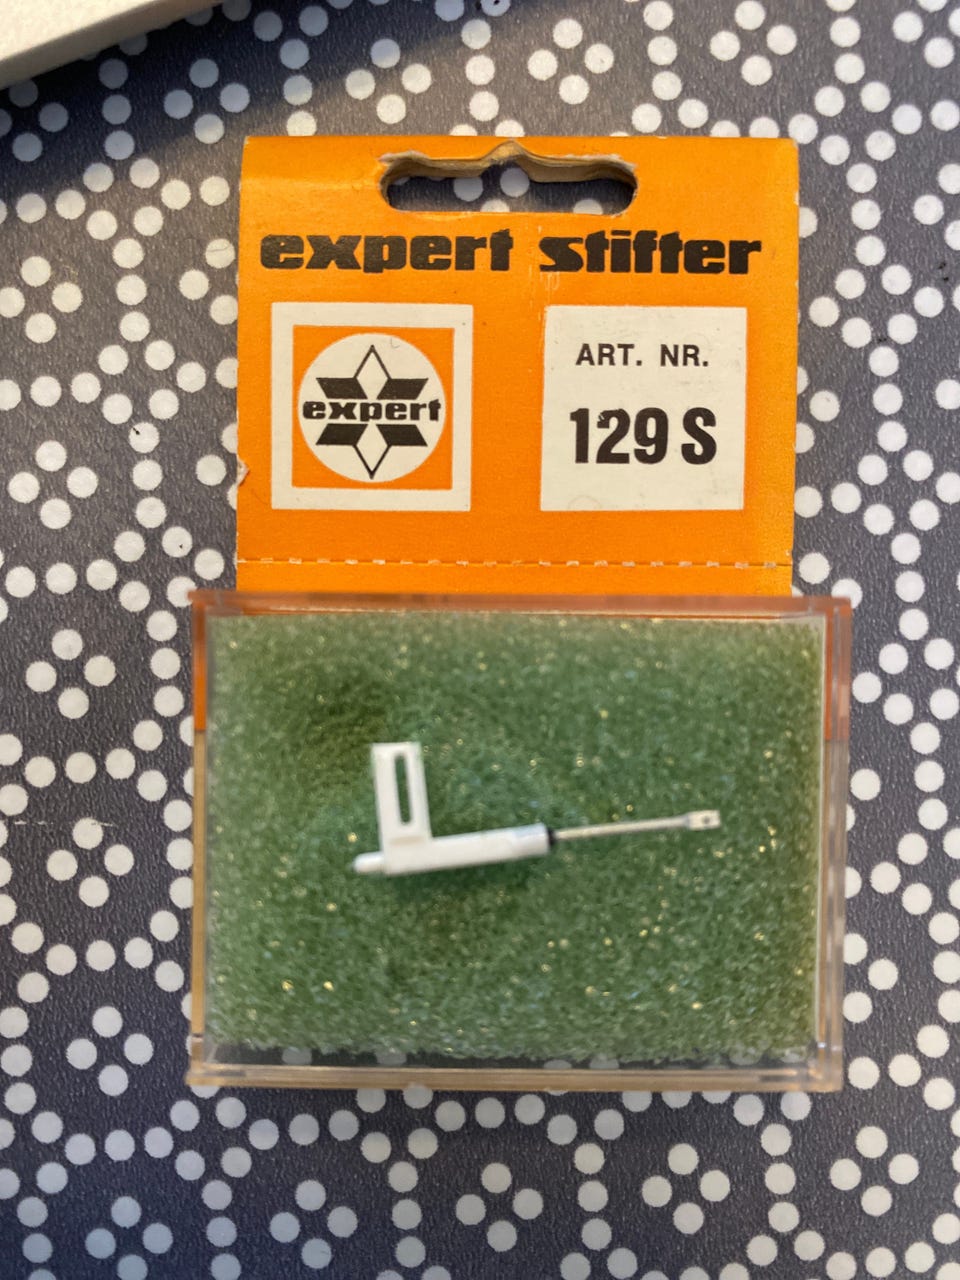 expert stifter
expert
ART. NR.
129 S